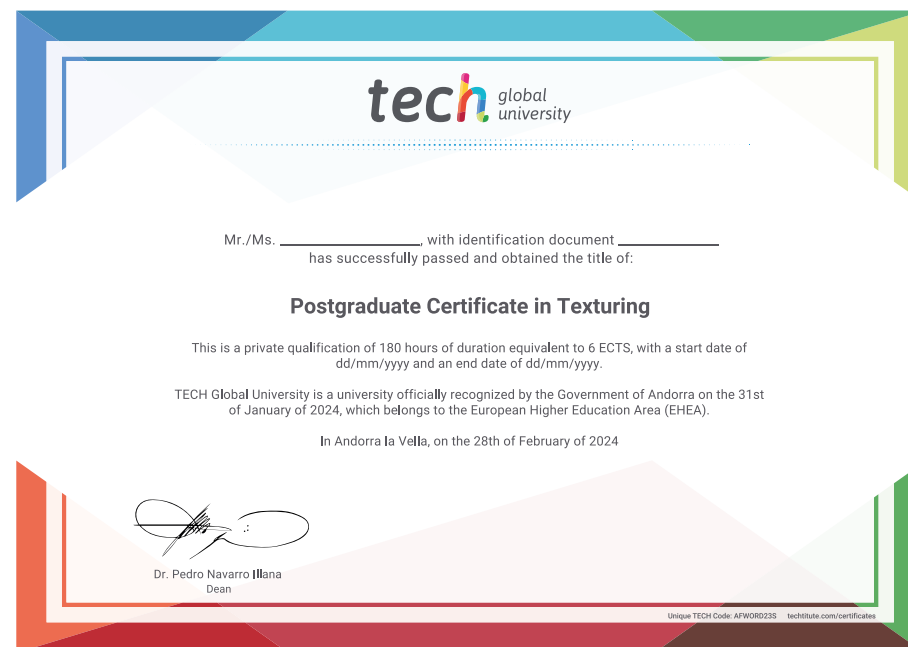 tech global university
Mr./Ms. ____________, with identification document ____________
has successfully passed and obtained the title of:
Postgraduate Certificate in Texturing
This is a private qualification of 180 hours of duration equivalent to 6 ECTS, with a start date of
dd/mm/yyyy and an end date of dd/mm/yyyy.
TECH Global University is a university officially recognized by the Government of Andorra on the 31st
of January of 2024, which belongs to the European Higher Education Area (EHEA).
In Andorra la Vella, on the 28th of February of 2024
Dr. Pedro Navarro Illana
Dean
Unique TECH Code: AFWORD23S techtitute.com/certificates